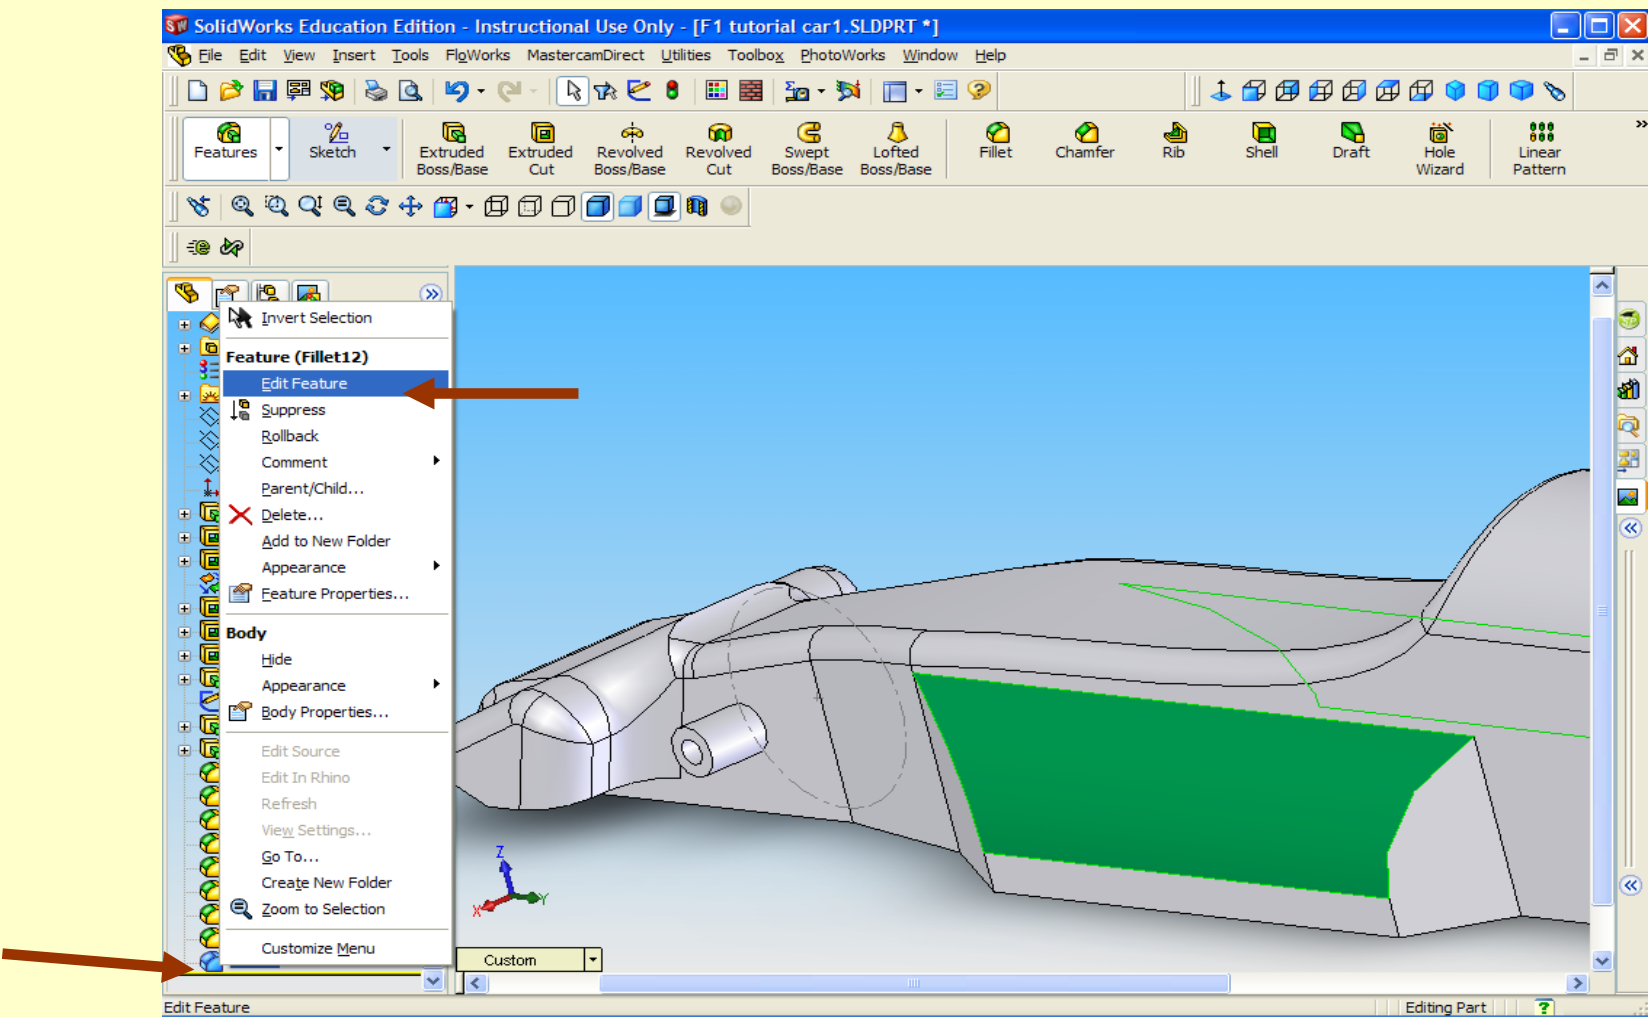 SolidWorks Education Edition - Instructional Use Only - [F1 tutorial car1.SLDPRT *]
File Edit View Insert Tools FloWorks MastercamDirect Utilities Toolbox PhotoWorks Window Help
Features
Sketch
Extruded Boss/Base
Extruded Cut
Revolved Boss/Base
Revolved Cut
Swept Boss/Base
Lofted Boss/Base
Fillet
Chamfer
Rib
Shell
Draft
Hole Wizard
Linear Pattern
Invert Selection
Feature (Fillet12)
Edit Feature
Suppress
Rollback
Comment
Parent/Child...
Delete...
Add to New Folder
Appearance
Feature Properties...
Body
Hide
Appearance
Body Properties...
Edit Source
Edit In Rhino
Refresh
View Settings...
Go To...
Create New Folder
Zoom to Selection
Customize Menu
Z
X
Y
Custom
Edit Feature
Editing Part